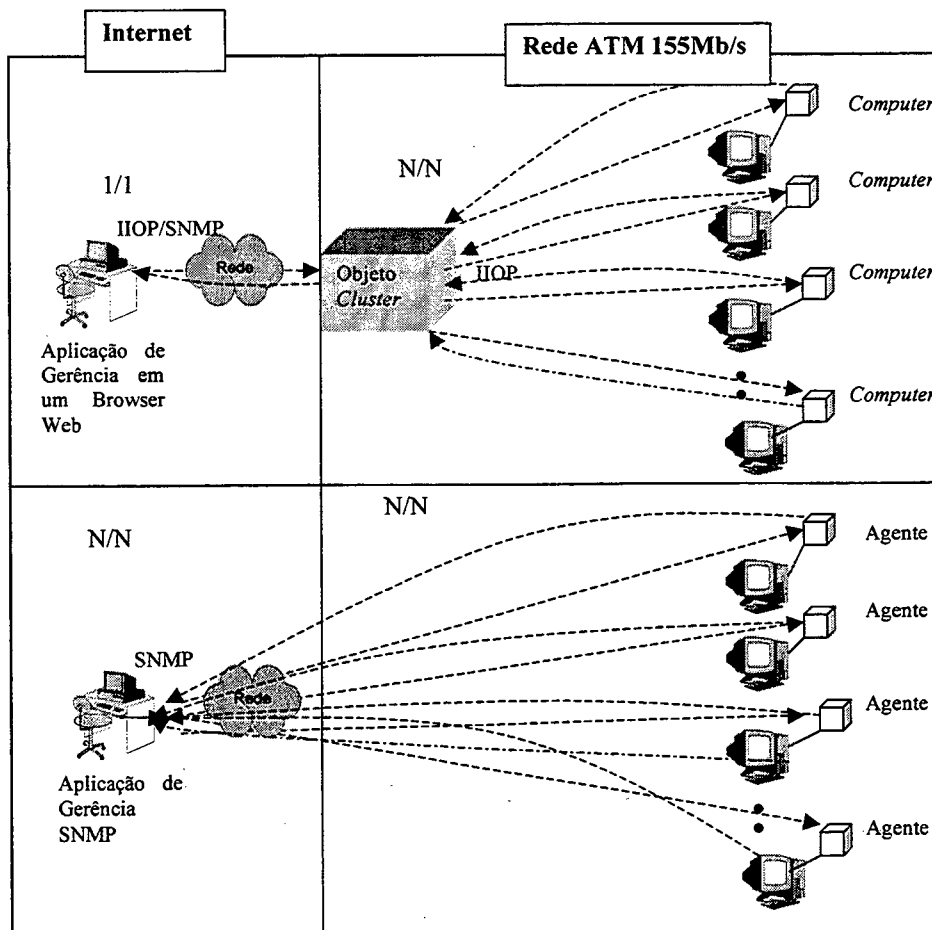 Internet
Rede ATM 155Mb/s
Computer
N/N
Computer
1/1
IIOP/SNMP
Rede
Objeto
Cluster
IIOP
Computer
Aplicação de
Gerência em
um Browser
Web
Computer
N/N
N/N
Agente
Agente
SNMP
Rede
Agente
Aplicação de
Gerência
SNMP
Agente